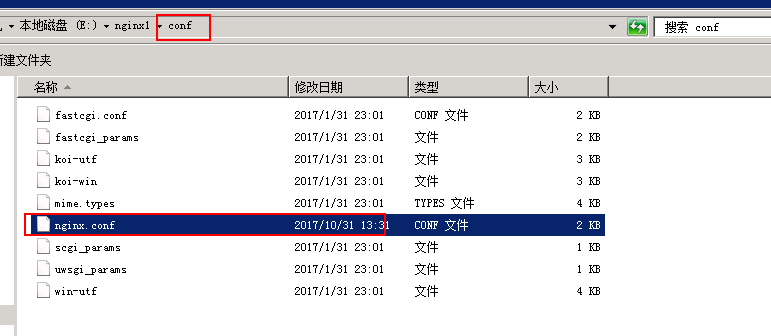 本地磁盘 (E:) ▸ nginx1 ▸ conf
搜索 conf
新建文件夹
名称 修改日期 类型 大小
fastcgi.conf 2017/1/31 23:01 CONF 文件 2 KB
fastcgi_params 2017/1/31 23:01 文件 2 KB
koi-utf 2017/1/31 23:01 文件 3 KB
koi-win 2017/1/31 23:01 文件 3 KB
mime.types 2017/1/31 23:01 TYPES 文件 4 KB
nginx.conf 2017/10/31 13:31 CONF 文件 2 KB
scgi_params 2017/1/31 23:01 文件 1 KB
uwsgi_params 2017/1/31 23:01 文件 1 KB
win-utf 2017/1/31 23:01 文件 4 KB